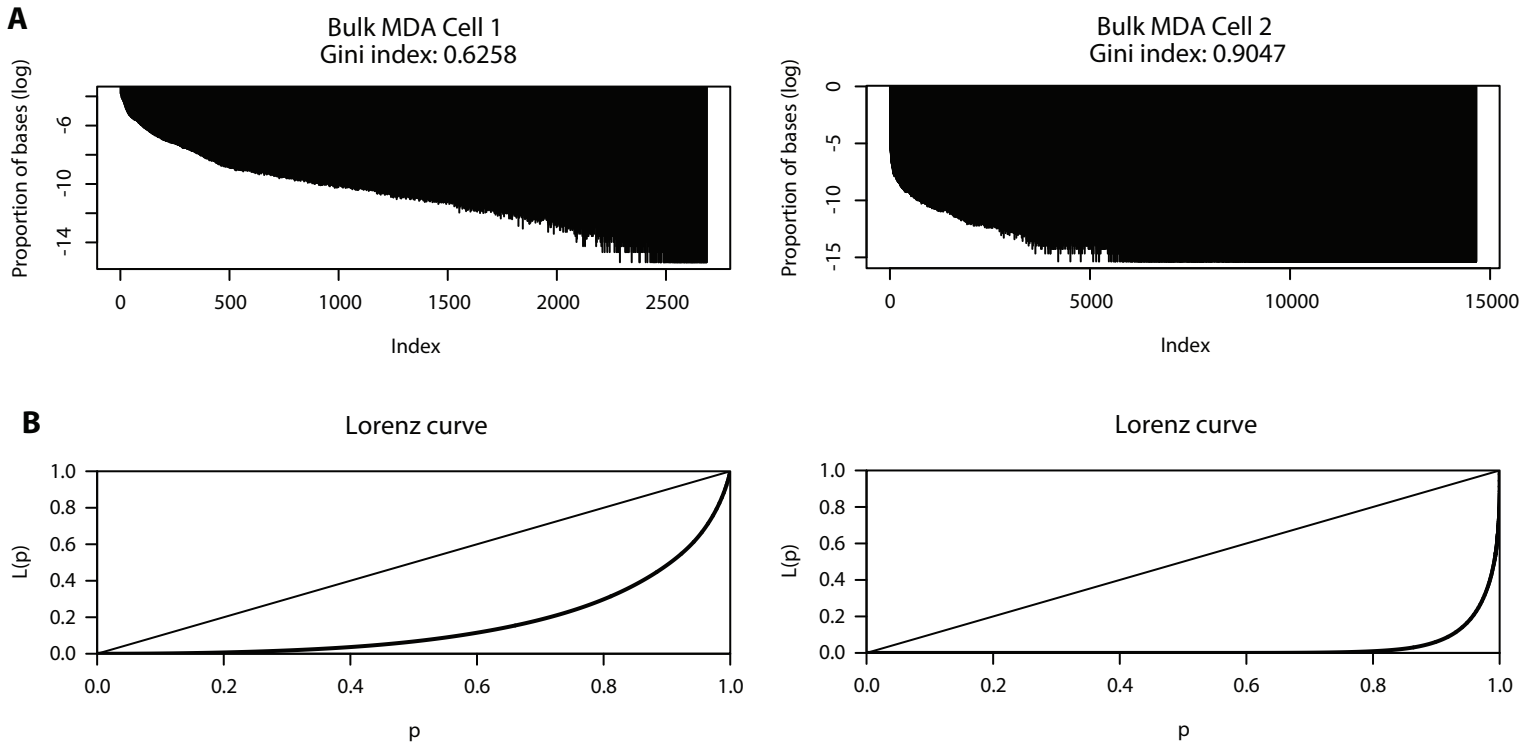 A
Bulk MDA Cell 1
Gini index: 0.6258
Proportion of bases (log)
-6
-10
-14
0 500 1000 1500 2000 2500
Index
Bulk MDA Cell 2
Gini index: 0.9047
Proportion of bases (log)
0
-5
-10
-15
0 5000 10000 15000
Index
B
Lorenz curve
L(p)
1.0
0.8
0.6
0.4
0.2
0.0
0.0 0.2 0.4 0.6 0.8 1.0
p
Lorenz curve
L(p)
1.0
0.8
0.6
0.4
0.2
0.0
0.0 0.2 0.4 0.6 0.8 1.0
p